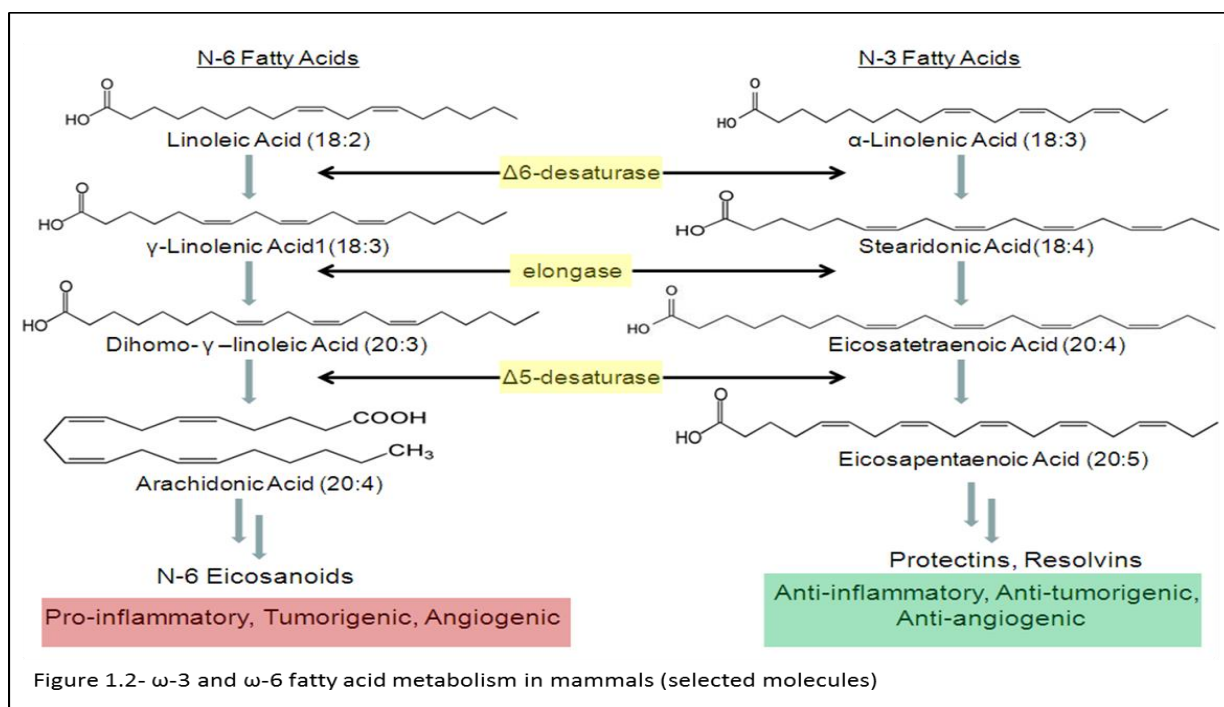 N-6 Fatty Acids
N-3 Fatty Acids
O
HO
Linoleic Acid (18:2)
O
HO
α-Linolenic Acid (18:3)
Δ6-desaturase
O
HO
γ-Linolenic Acid1 (18:3)
O
HO
Stearidonic Acid (18:4)
elongase
O
HO
Dihomo- γ –linoleic Acid (20:3)
O
HO
Eicosatetraenoic Acid (20:4)
Δ5-desaturase
COOH
CH3
Arachidonic Acid (20:4)
O
HO
Eicosapentaenoic Acid (20:5)
N-6 Eicosanoids
Pro-inflammatory, Tumorigenic, Angiogenic
Protectins, Resolvins
Anti-inflammatory, Anti-tumorigenic,
Anti-angiogenic
Figure 1.2- ω-3 and ω-6 fatty acid metabolism in mammals (selected molecules)